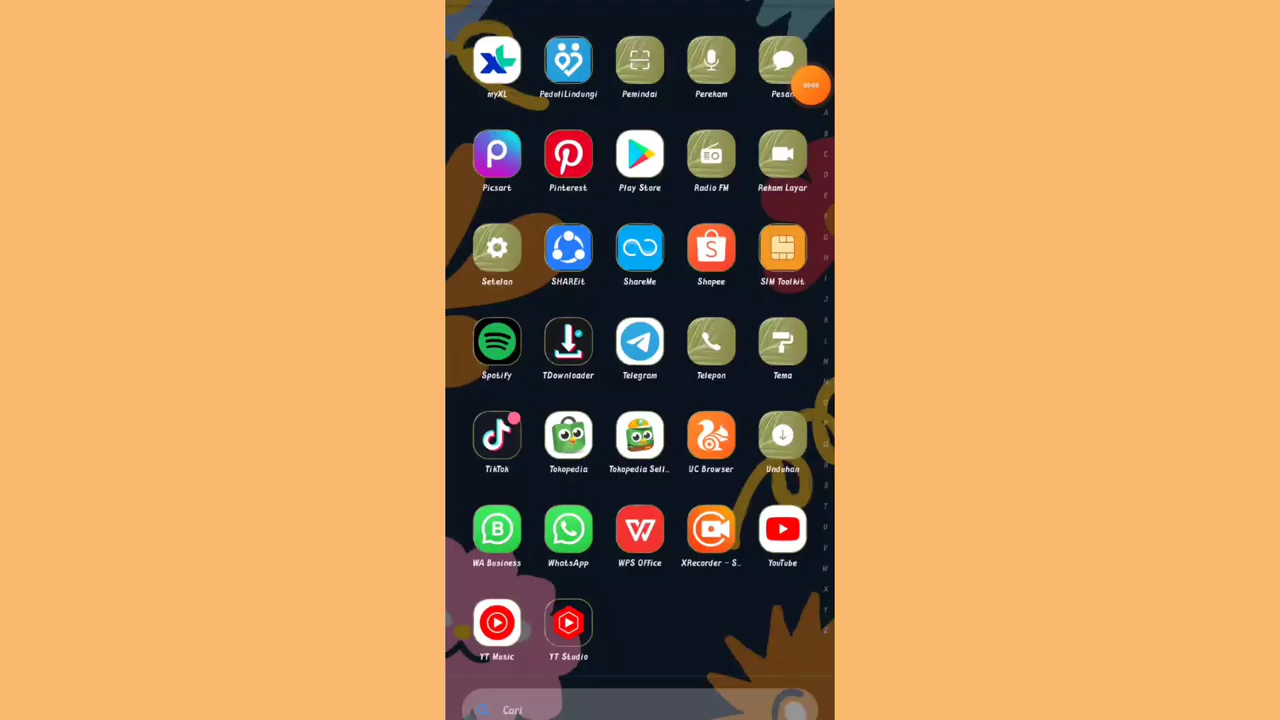 myXL PeduliLindungi Pemindai Perekam Pesan
00:00
Picsart Pinterest Play Store Radio FM Rekam Layar
Setelan SHAREit ShareMe Shopee SIM Toolkit
Spotify TDownloader Telegram Telepon Tema
TikTok Tokopedia Tokopedia Sell.. UC Browser Unduhan
WA Business WhatsApp WPS Office XRecorder - S.. YouTube
YT Music YT Studio
Cari